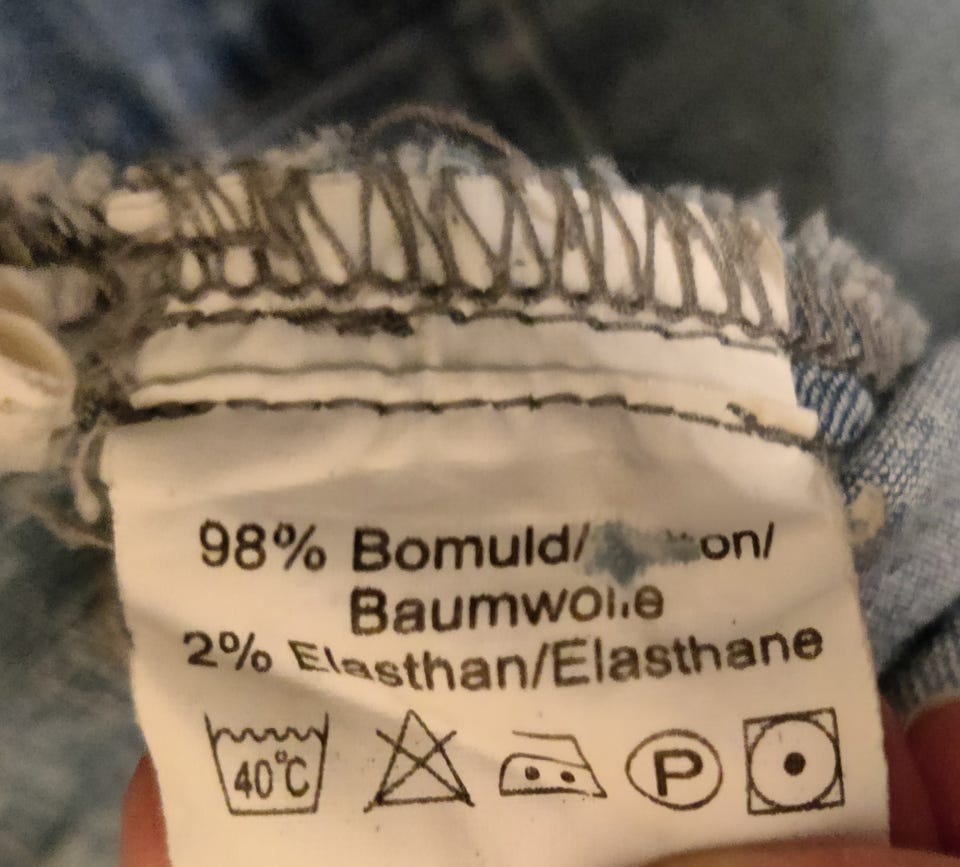 98% Bomuld/ on/
Baumwolle
2% Elasthan/Elasthane
40°C
P